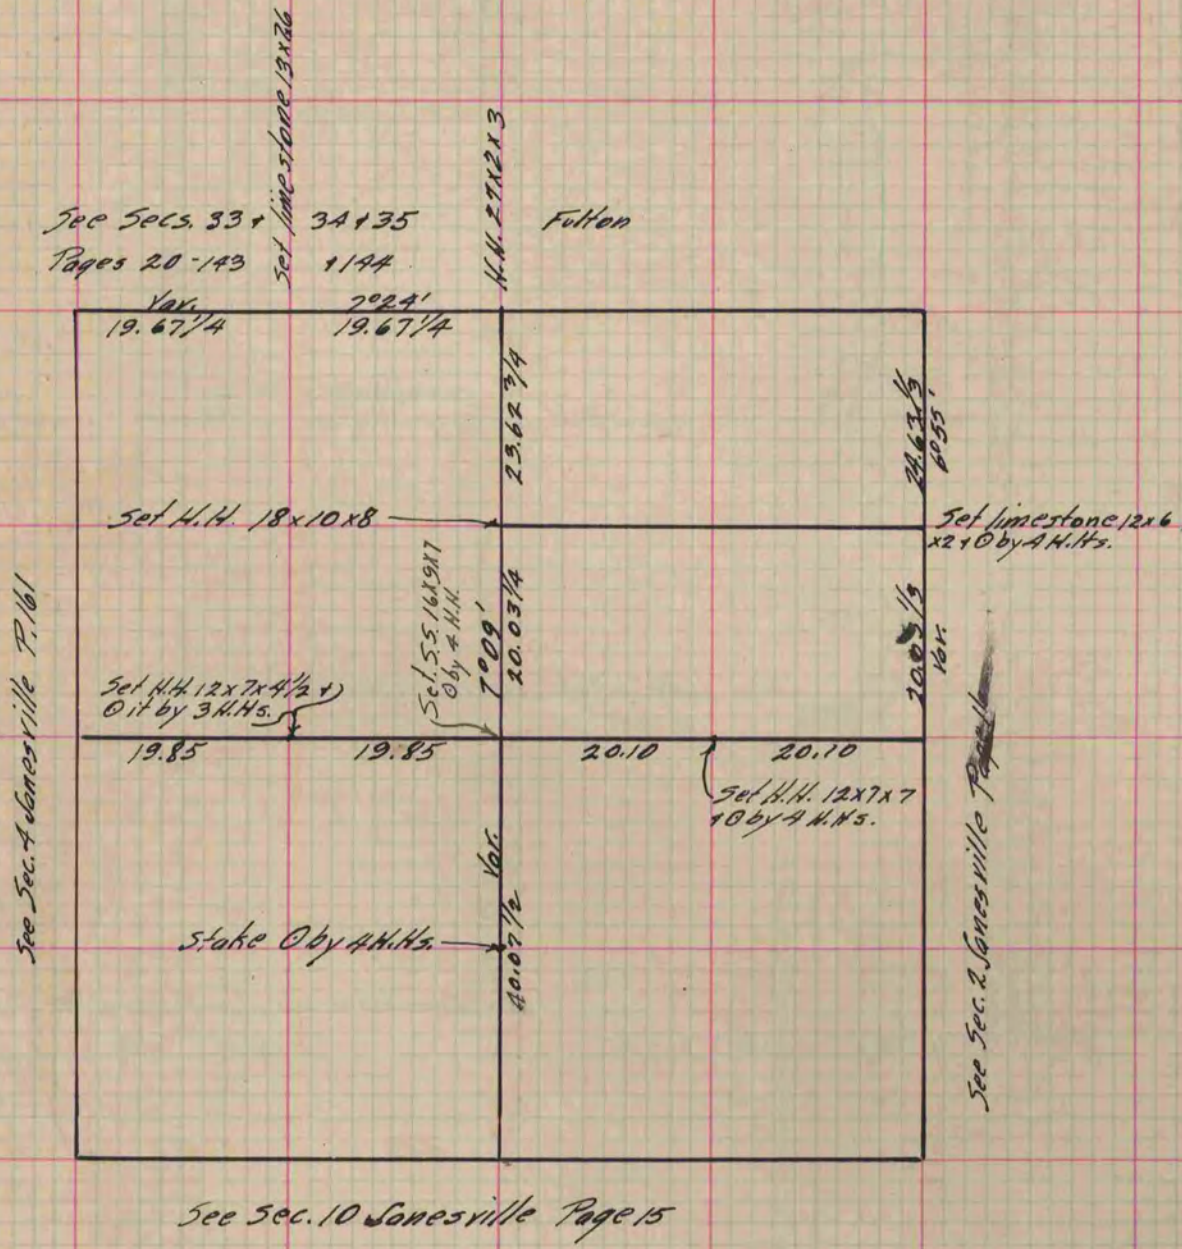 Set limestone 13x26
H.H. 27x2x3
See Secs. 33 + 34 + 35 Fulton
Pages 20-143 + 144
Var. 7°24'
19.67 1/4 19.67 1/4
23.62 3/4
24.63 1/3
6°55'
Set H.H. 18x10x8
Set limestone 12x6
x2 + ⊙ by 4 H.Hs.
See Sec. 4 Janesville P. 161
Set S.S. 16x9x7
⊙ by 4 H.H.
7°09'
20.03 1/4
20.03 1/3
Var.
Set H.H. 12x7x4 1/2 +
⊙ it by 3 H.Hs.
19.85 19.85 20.10 20.10
Set H.H. 12x7x7
+ ⊙ by 4 H.Hs.
Var.
40.07 1/2
Stake ⊙ by 4 H.Hs.
See Sec. 2 Janesville Page
See Sec. 10 Janesville Page 15